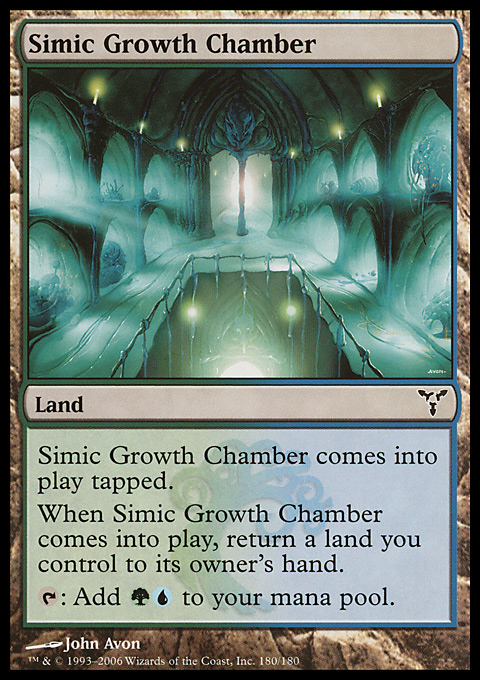 Simic Growth Chamber
AVON
Land
Simic Growth Chamber comes into
play tapped.
When Simic Growth Chamber
comes into play, return a land you
control to its owner's hand.
: Add to your mana pool.
John Avon
™ & © 1993–2006 Wizards of the Coast, Inc. 180/180